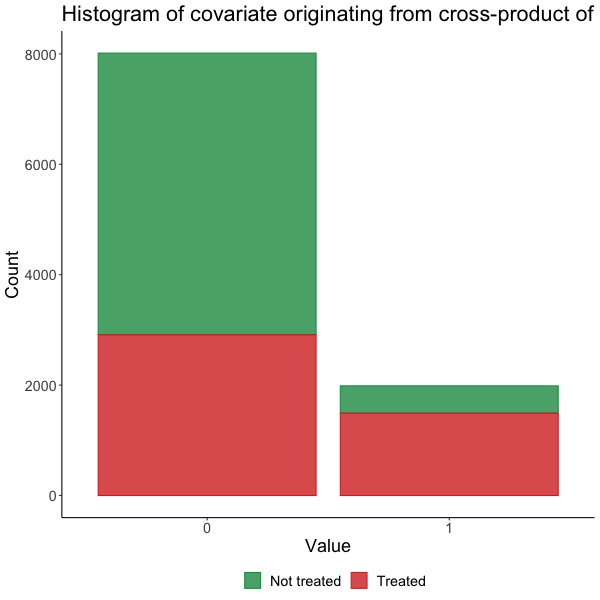 Histogram of covariate originating from cross-product of
8000
6000
4000
2000
0
Count
0
1
Value
Not treated
Treated